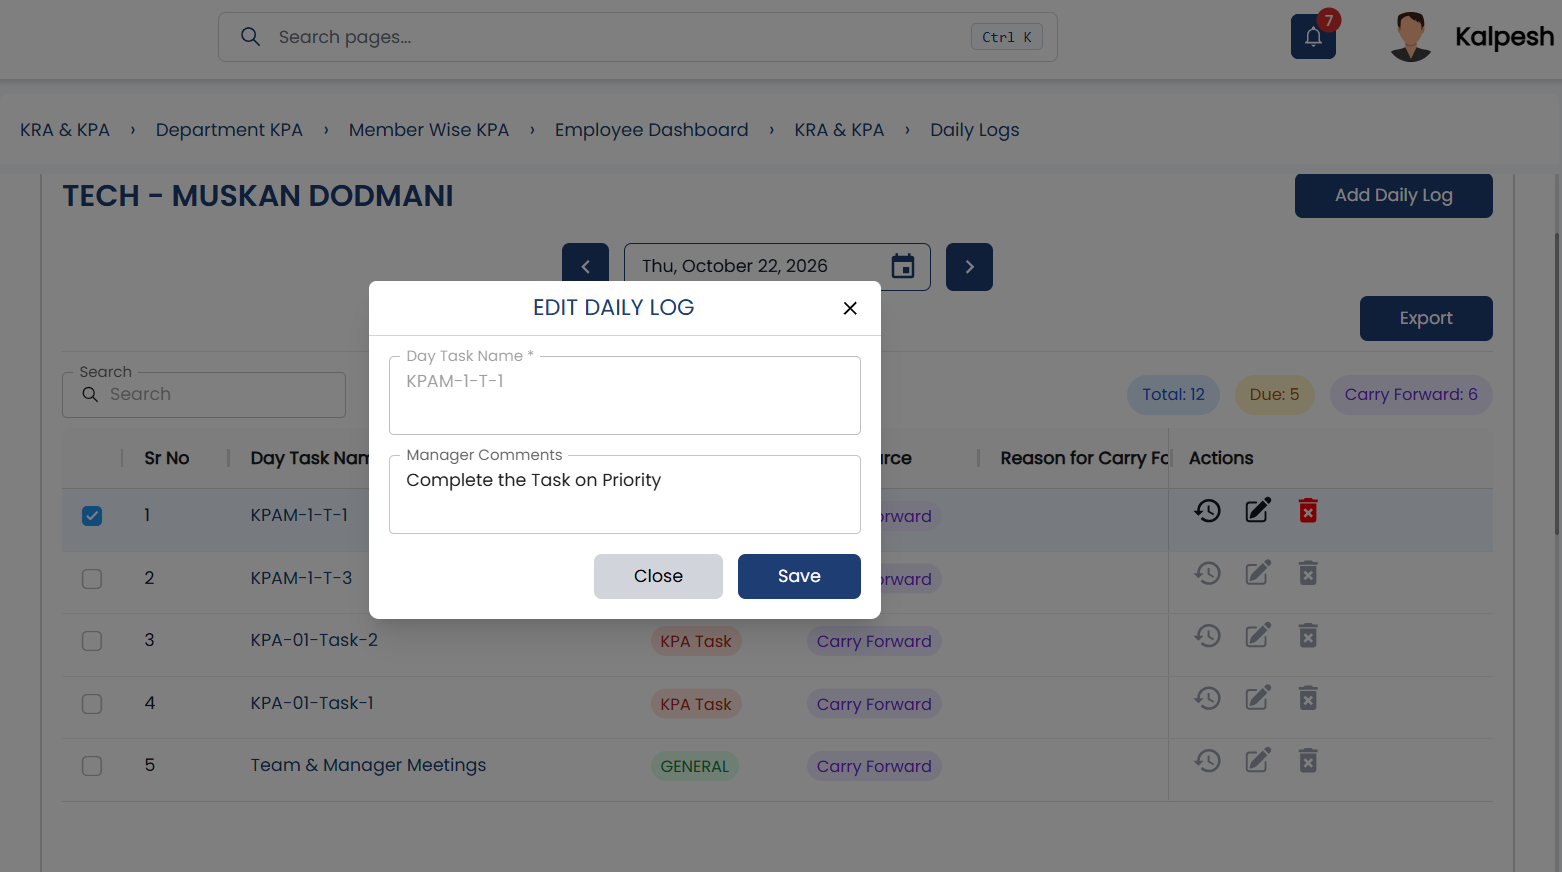 Search pages...
Ctrl K
7
Kalpesh
KRA & KPA › Department KPA › Member Wise KPA › Employee Dashboard › KRA & KPA › Daily Logs
TECH - MUSKAN DODMANI
Add Daily Log
Thu, October 22, 2026
Export
EDIT DAILY LOG
Day Task Name *
KPAM-1-T-1
Manager Comments
Complete the Task on Priority
Close
Save
Search
Search
Total: 12
Due: 5
Carry Forward: 6
Sr No
Day Task Nam
rce
Reason for Carry Fo
Actions
1 KPAM-1-T-1 rward
2 KPAM-1-T-3 rward
3 KPA-01-Task-2 KPA Task Carry Forward
4 KPA-01-Task-1 KPA Task Carry Forward
5 Team & Manager Meetings GENERAL Carry Forward